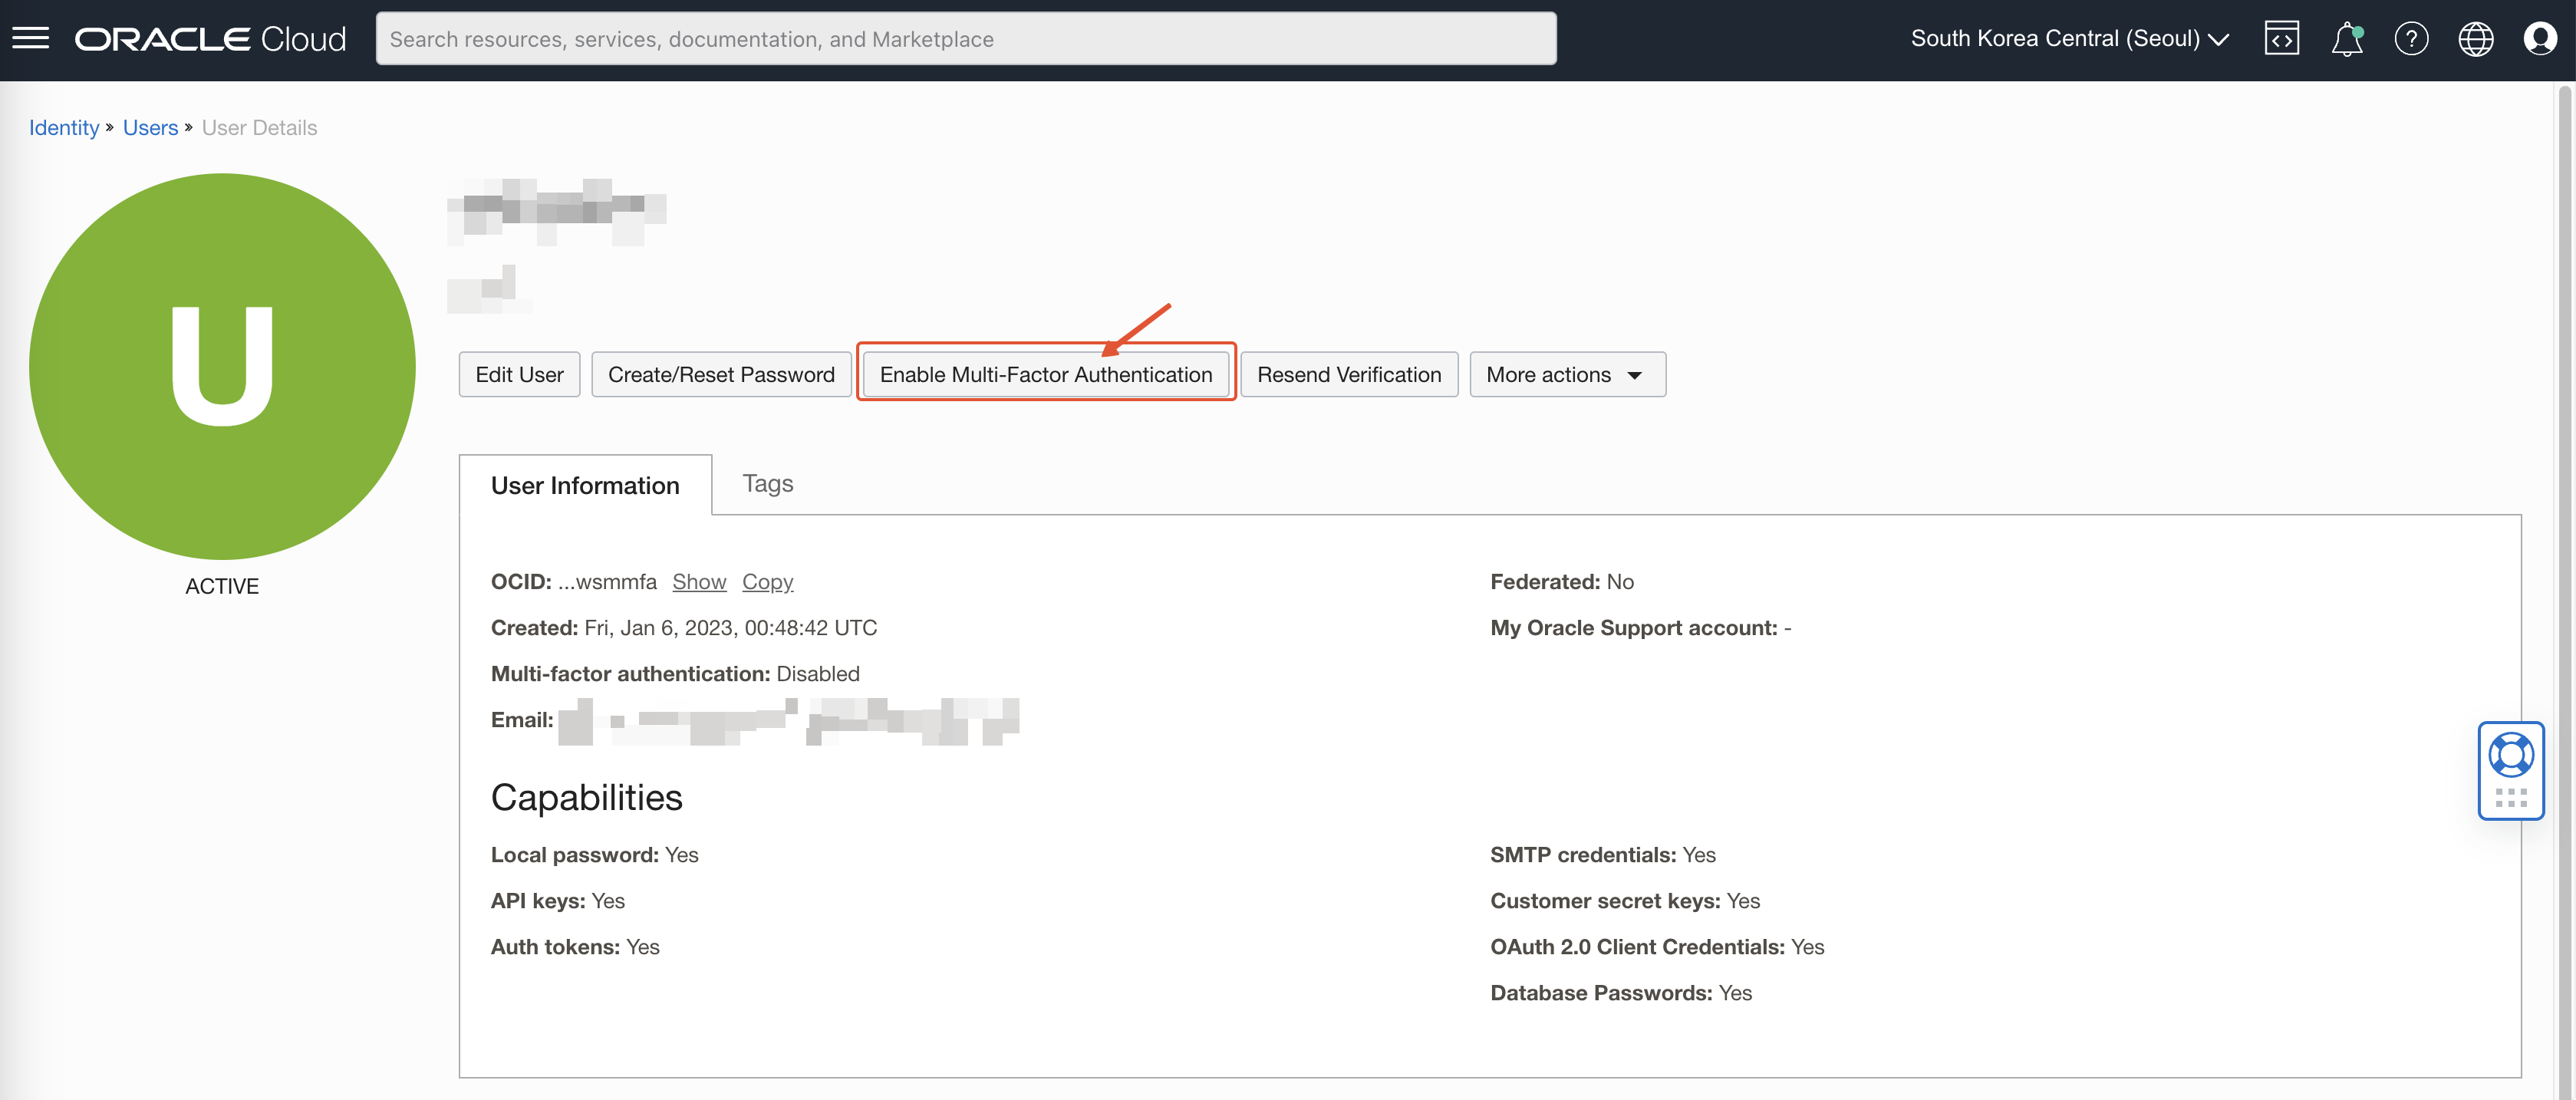 ORACLE Cloud
Search resources, services, documentation, and Marketplace
South Korea Central (Seoul)
Identity » Users » User Details
U
ACTIVE
Edit User
Create/Reset Password
Enable Multi-Factor Authentication
Resend Verification
More actions
User Information
Tags
OCID: ...wsmmfa Show Copy
Created: Fri, Jan 6, 2023, 00:48:42 UTC
Multi-factor authentication: Disabled
Email:
Federated: No
My Oracle Support account: -
Capabilities
Local password: Yes
API keys: Yes
Auth tokens: Yes
SMTP credentials: Yes
Customer secret keys: Yes
OAuth 2.0 Client Credentials: Yes
Database Passwords: Yes